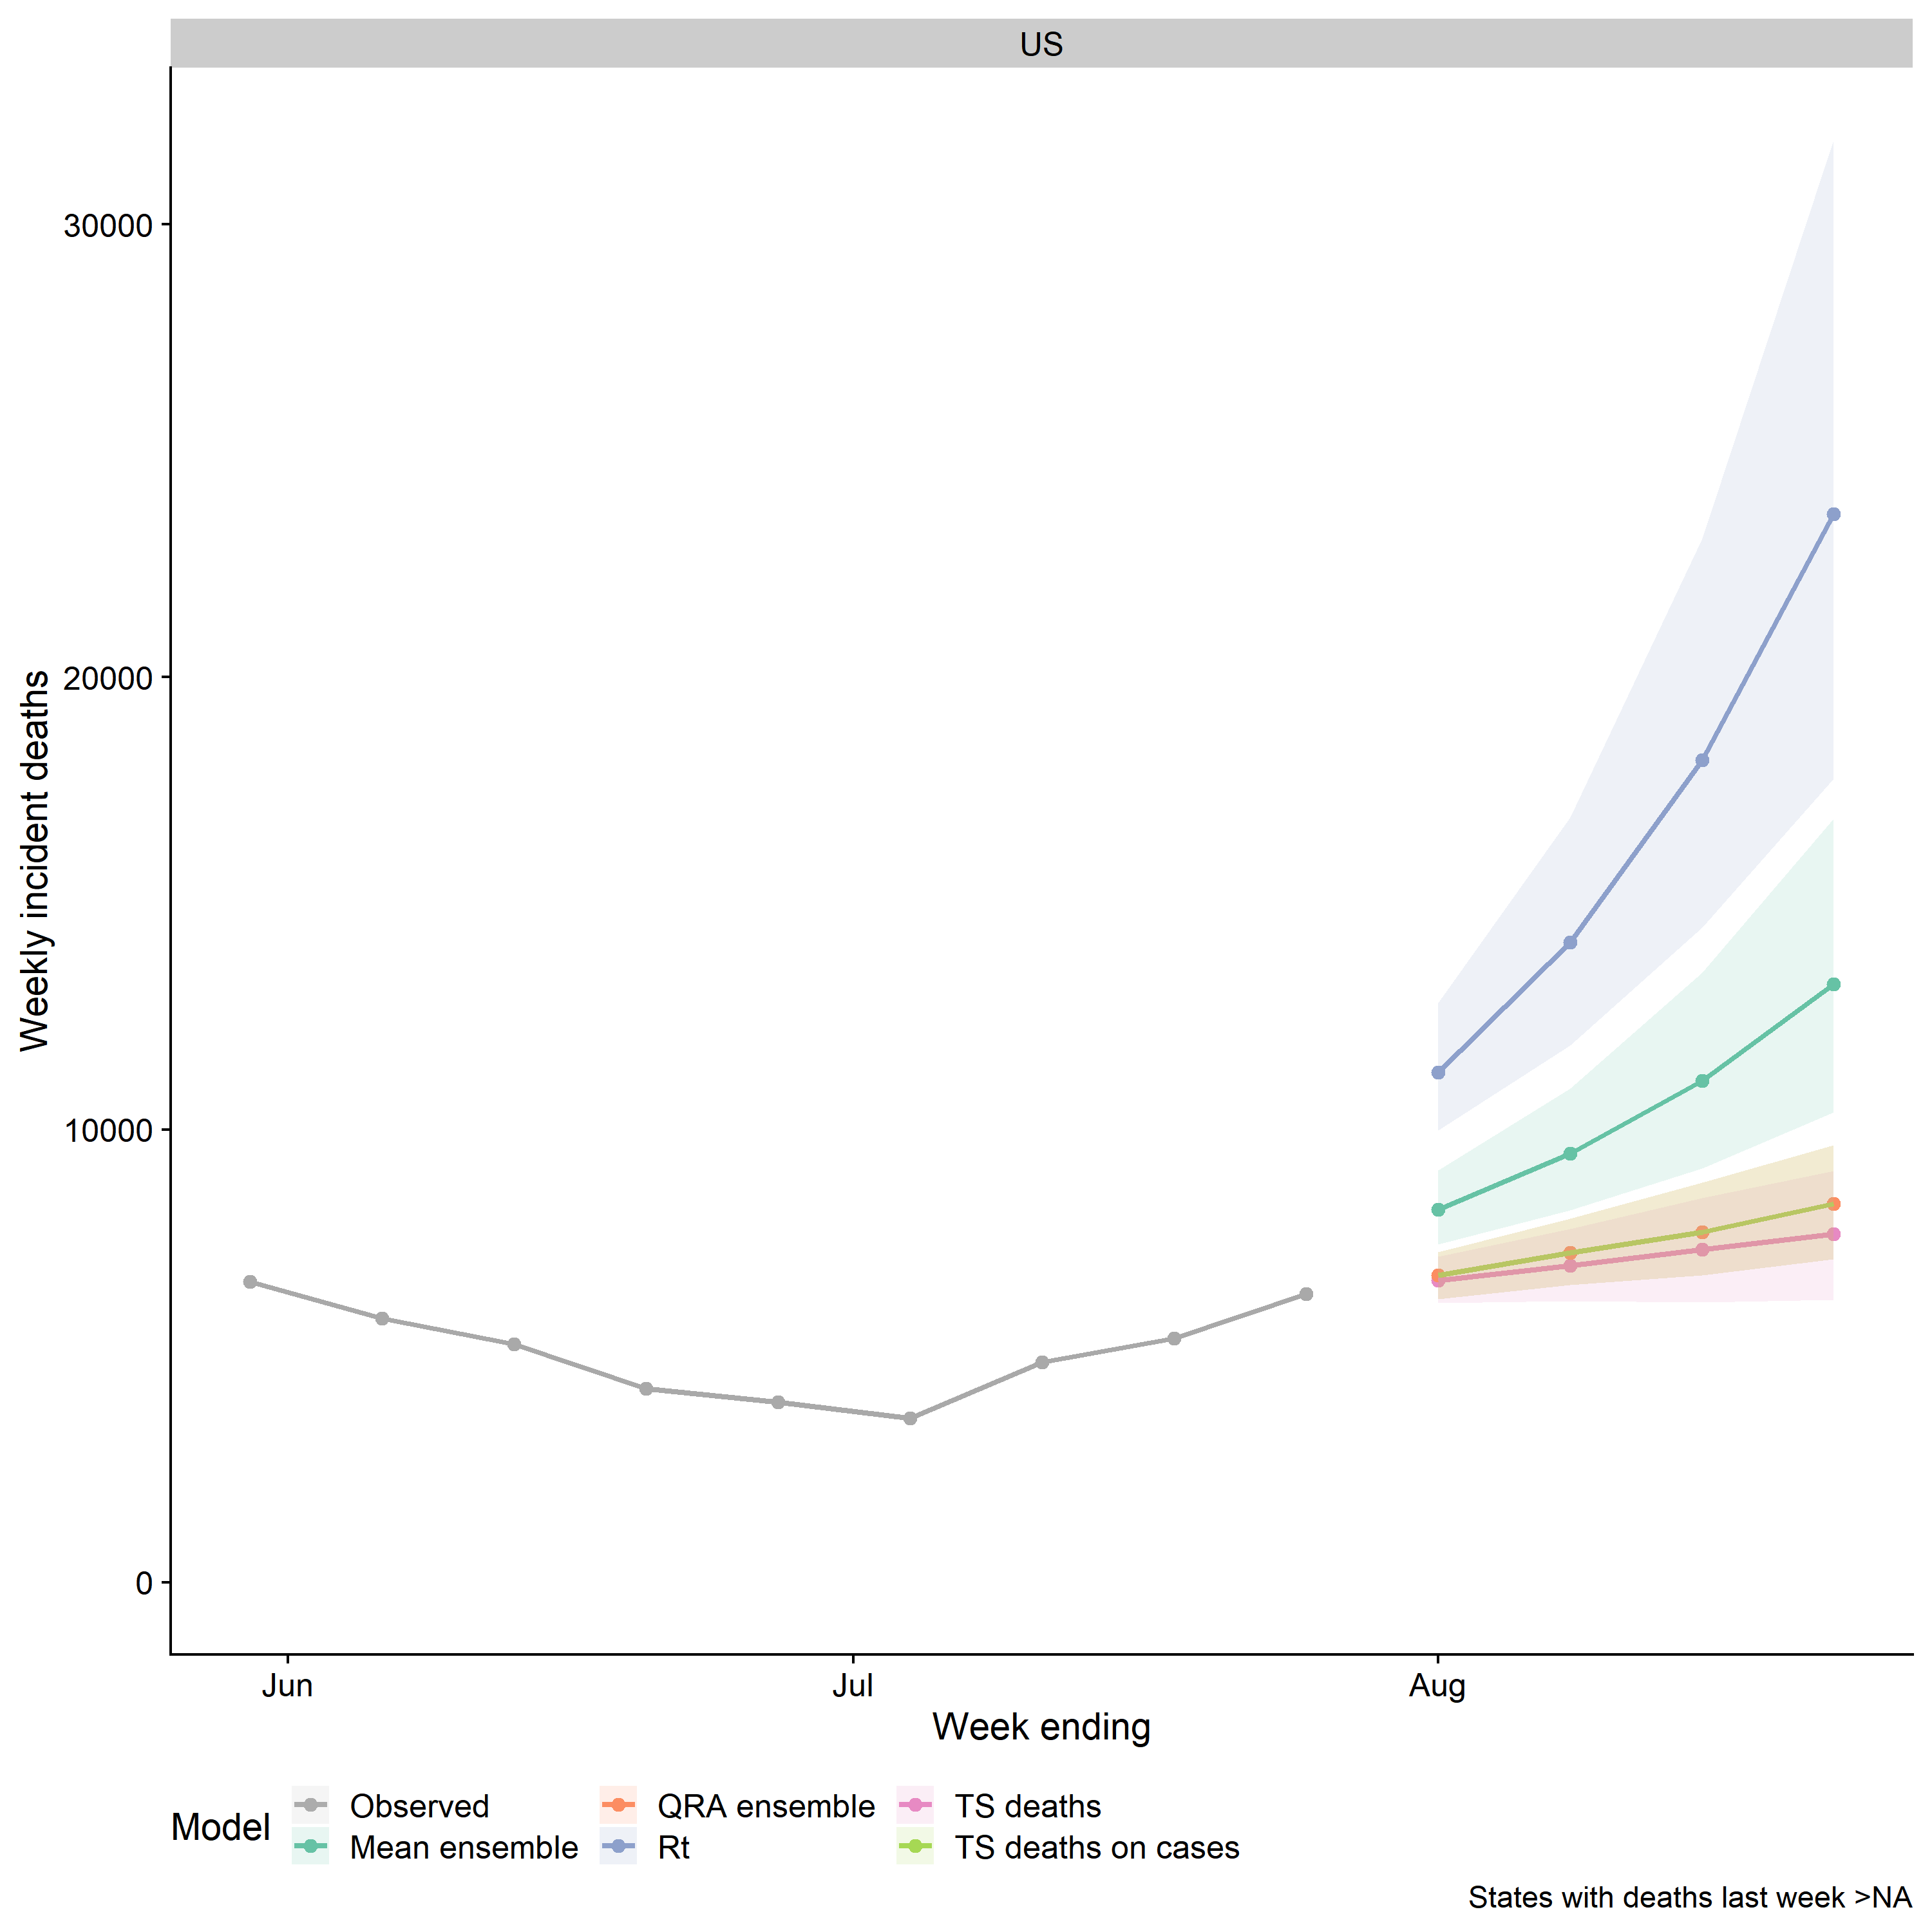 US
30000
20000
10000
0
Weekly incident deaths
Jun Jul Aug
Week ending
Model
Observed QRA ensemble TS deaths
Mean ensemble Rt TS deaths on cases
States with deaths last week >NA